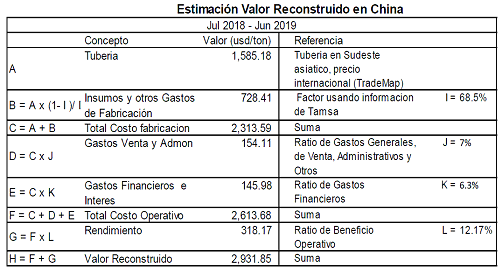 Estimación Valor Reconstruido en China
Jul 2018 - Jun 2019
Concepto Valor (usd/ton) Referencia
A Tuberia 1,585.18 Tuberia en Sudeste
asiatico, precio
internacional (TradeMap)
B = A x (1- I ) / I Insumos y otros Gastos 728.41 Factor usando informacion I = 68.5%
de Fabricación de Tamsa
C = A + B Total Costo fabricacion 2,313.59 Suma
D = C x J Gastos Venta y Admon 154.11 Ratio de Gastos Generales, J = 7%
de Venta, Administrativos y
Otros
E = C x K Gastos Financieros e 145.98 Ratio de Gastos K = 6.3%
Interes Financieros
F = C + D + E Total Costo Operativo 2,613.68 Suma
G = F x L Rendimiento 318.17 Ratio de Beneficio L = 12.17%
Operativo
H = F + G Valor Reconstruido 2,931.85 Suma